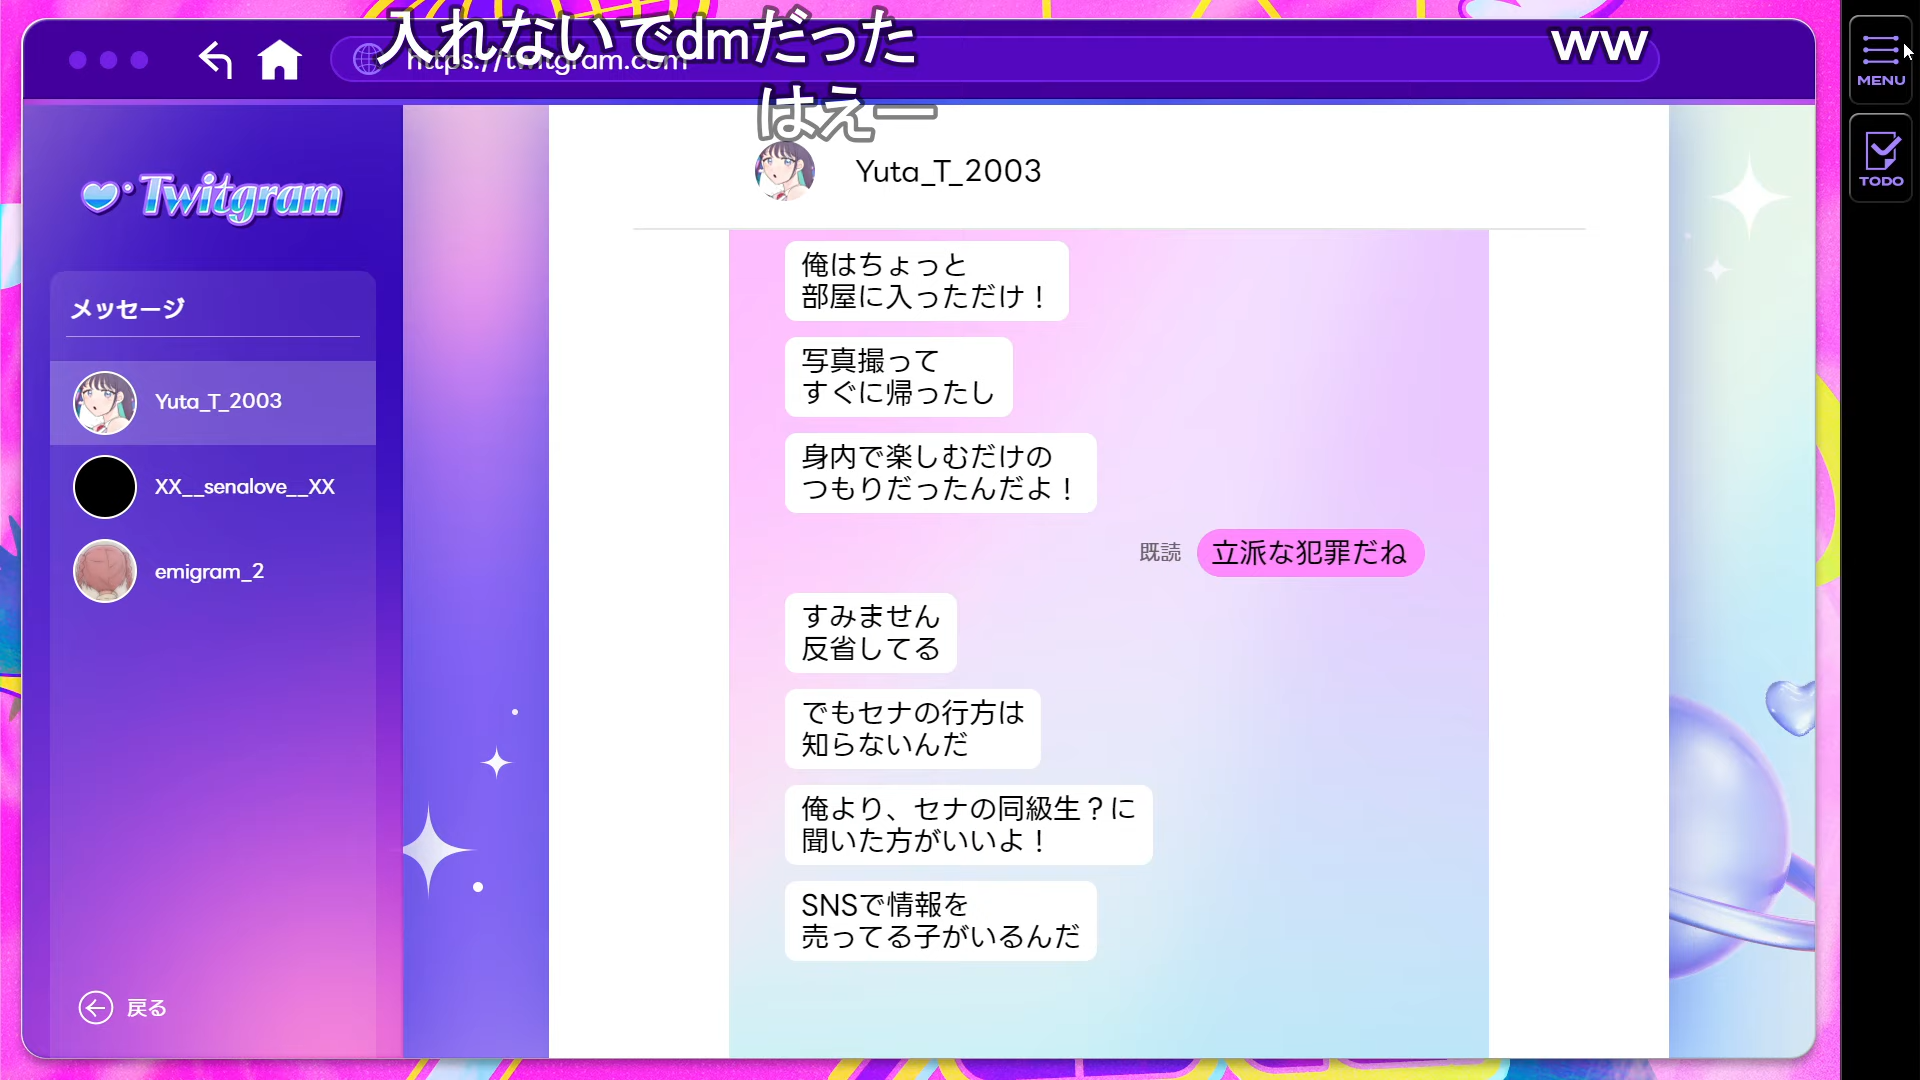 入れないでdmだった
ww
https://twitgram.com
はえー
MENU
TODO
Twitgram
メッセージ
Yuta_T_2003
XX__senalove__XX
emigram_2
戻る
Yuta_T_2003
俺はちょっと
部屋に入っただけ！
写真撮って
すぐに帰ったし
身内で楽しむだけの
つもりだったんだよ！
既読 立派な犯罪だね
すみません
反省してる
でもセナの行方は
知らないんだ
俺より、セナの同級生？に
聞いた方がいいよ！
SNSで情報を
売ってる子がいるんだ